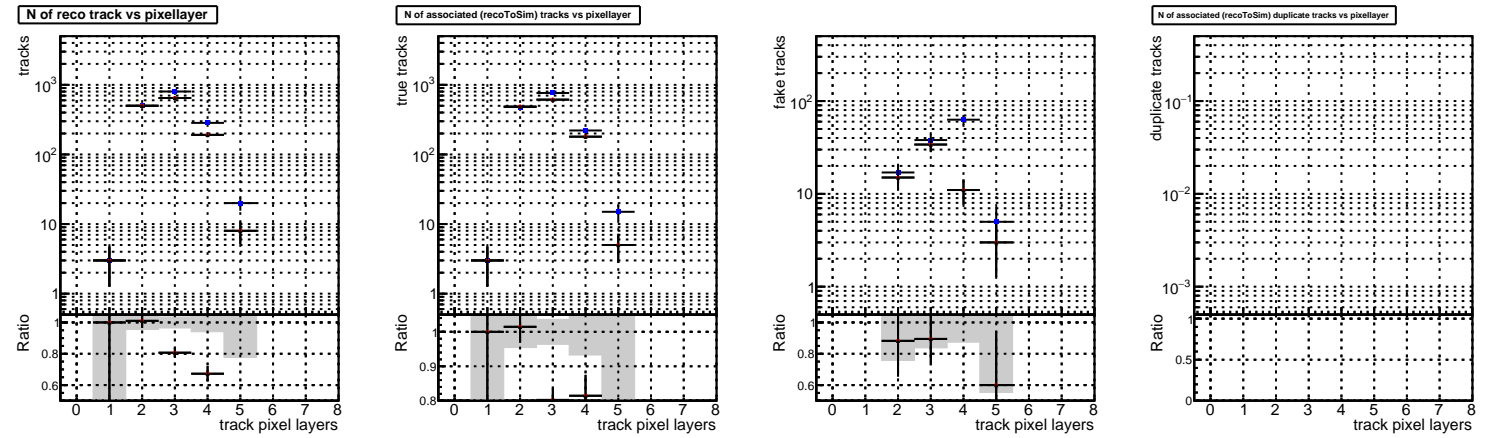 N of reco track vs pixellayer
tracks
10³
10²
10
1
Ratio
1
0.8
0.6
0 1 2 3 4 5 6 7 8
track pixel layers
N of associated (recoToSim) tracks vs pixellayer
true tracks
10³
10²
10
1
Ratio
1
0.9
0.8
0 1 2 3 4 5 6 7 8
track pixel layers
fake tracks
10²
10
1
Ratio
1
0.8
0.6
0 1 2 3 4 5 6 7 8
track pixel layers
N of associated (recoToSim) duplicate tracks vs pixellayer
duplicate tracks
10⁻¹
10⁻²
10⁻³
Ratio
1
0.5
0
0 1 2 3 4 5 6 7 8
track pixel layers